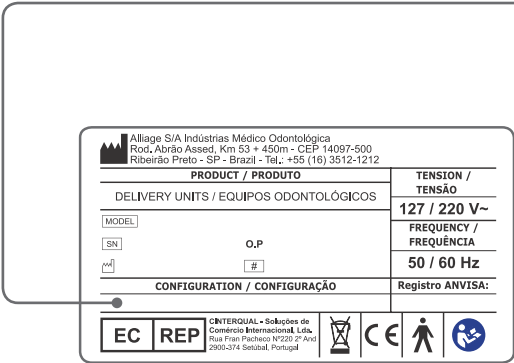 Alliage S/A Indústrias Médico Odontológica
Rod. Abrão Assed, Km 53 + 450m - CEP 14097-500
Ribeirão Preto - SP - Brazil - Tel.: +55 (16) 3512-1212
PRODUCT / PRODUTO
DELIVERY UNITS / EQUIPOS ODONTOLÓGICOS
MODEL
SN
O.P
#
CONFIGURATION / CONFIGURAÇÃO
TENSION /
TENSÃO
127 / 220 V~
FREQUENCY /
FREQUÊNCIA
50 / 60 Hz
Registro ANVISA:
EC REP
CINTERQUAL - Soluções de
Comércio Internacional, Lda.
Rua Fran Pacheco Nº220 2º And
2900-374 Setúbal, Portugal
CE